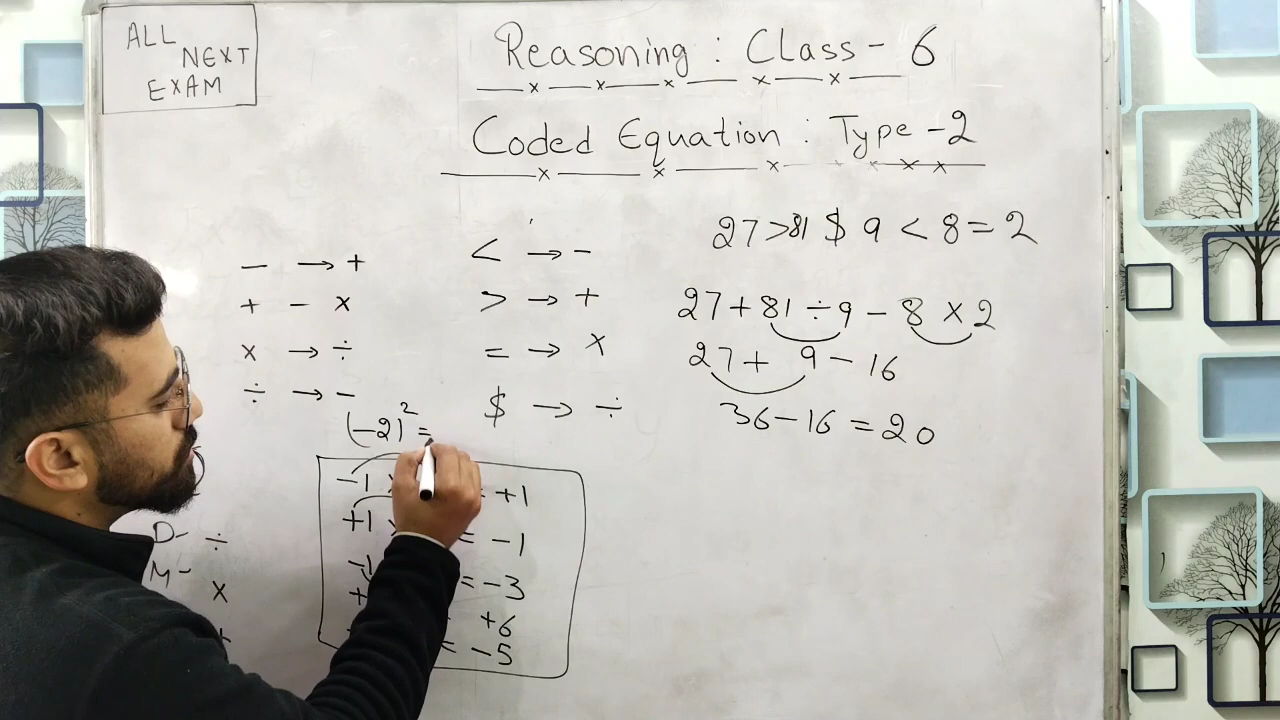 ALL
NEXT
EXAM
Reasoning : Class - 6
Coded Equation : Type - 2
− → +
+ − ×
× → ÷
÷ → −
< → −
> → +
= → ×
$ → ÷
27 > 81 $ 9 < 8 = 2
27 + 81 ÷ 9 − 8 × 2
27 + 9 − 16
36 − 16 = 20
(−2)² =
−1 = +1
+1 = −1
−1 = −3
+ +6
= −5
D − ÷
M − ×
+